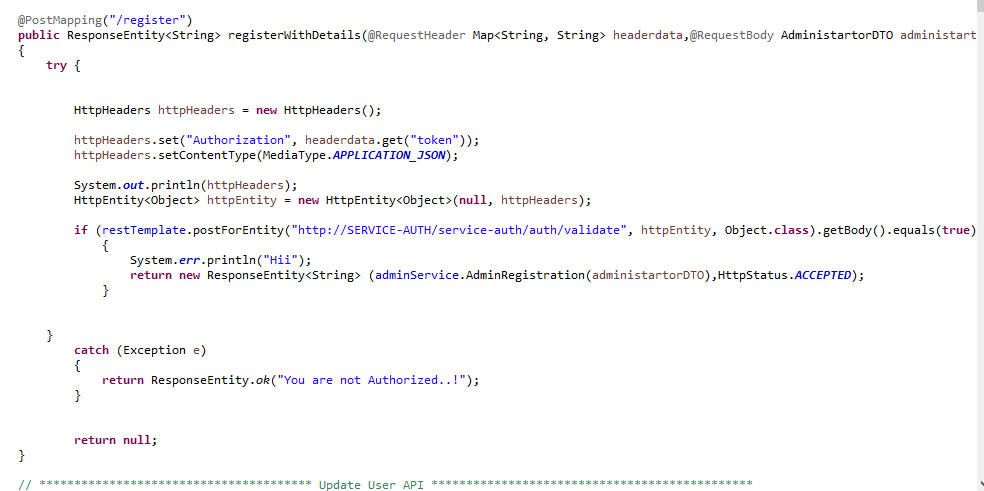 @PostMapping("/register")
public ResponseEntity<String> registerWithDetails(@RequestHeader Map<String, String> headerdata,@RequestBody AdministartorDTO administart
{
try {
HttpHeaders httpHeaders = new HttpHeaders();
httpHeaders.set("Authorization", headerdata.get("token"));
httpHeaders.setContentType(MediaType.APPLICATION_JSON);
System.out.println(httpHeaders);
HttpEntity<Object> httpEntity = new HttpEntity<Object>(null, httpHeaders);
if (restTemplate.postForEntity("http://SERVICE-AUTH/service-auth/auth/validate", httpEntity, Object.class).getBody().equals(true)
{
System.err.println("Hii");
return new ResponseEntity<String> (adminService.AdminRegistration(administartorDTO),HttpStatus.ACCEPTED);
}
}
catch (Exception e)
{
return ResponseEntity.ok("You are not Authorized..!");
}
return null;
}
// *************************************** Update User API **********************************************